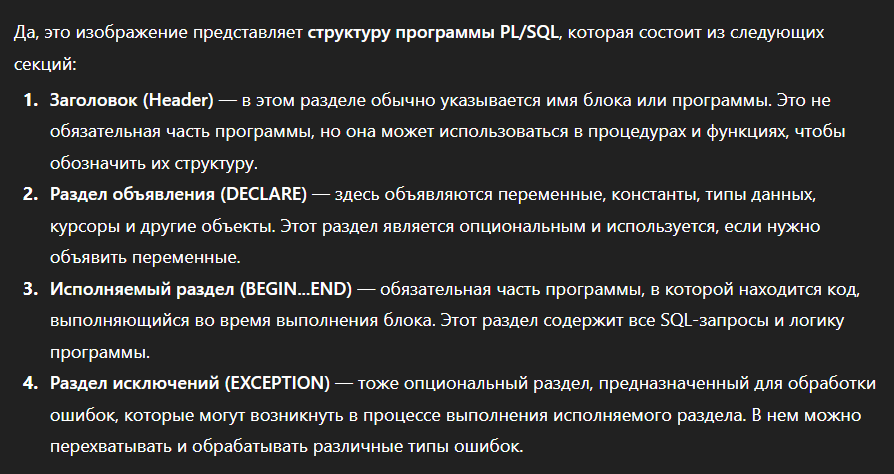 Да, это изображение представляет структуру программы PL/SQL, которая состоит из следующих
секций:
1. Заголовок (Header) — в этом разделе обычно указывается имя блока или программы. Это не
обязательная часть программы, но она может использоваться в процедурах и функциях, чтобы
обозначить их структуру.
2. Раздел объявления (DECLARE) — здесь объявляются переменные, константы, типы данных,
курсоры и другие объекты. Этот раздел является опциональным и используется, если нужно
объявить переменные.
3. Исполняемый раздел (BEGIN...END) — обязательная часть программы, в которой находится код,
выполняющийся во время выполнения блока. Этот раздел содержит все SQL-запросы и логику
программы.
4. Раздел исключений (EXCEPTION) — тоже опциональный раздел, предназначенный для обработки
ошибок, которые могут возникнуть в процессе выполнения исполняемого раздела. В нем можно
перехватывать и обрабатывать различные типы ошибок.